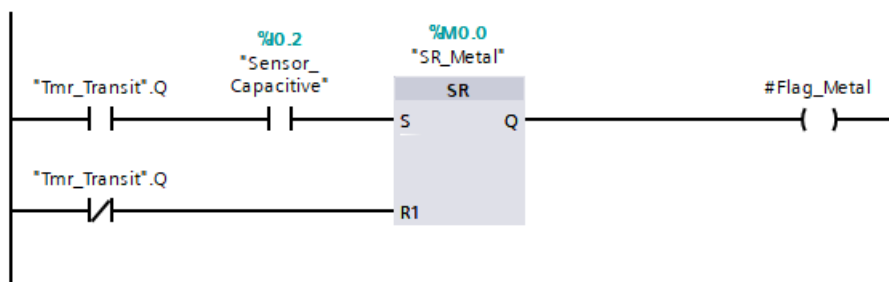 %I0.2
%M0.0
"Sensor_
"SR_Metal"
"Tmr_Transit".Q
Capacitive"
SR
#Flag_Metal
S
Q
"Tmr_Transit".Q
R1